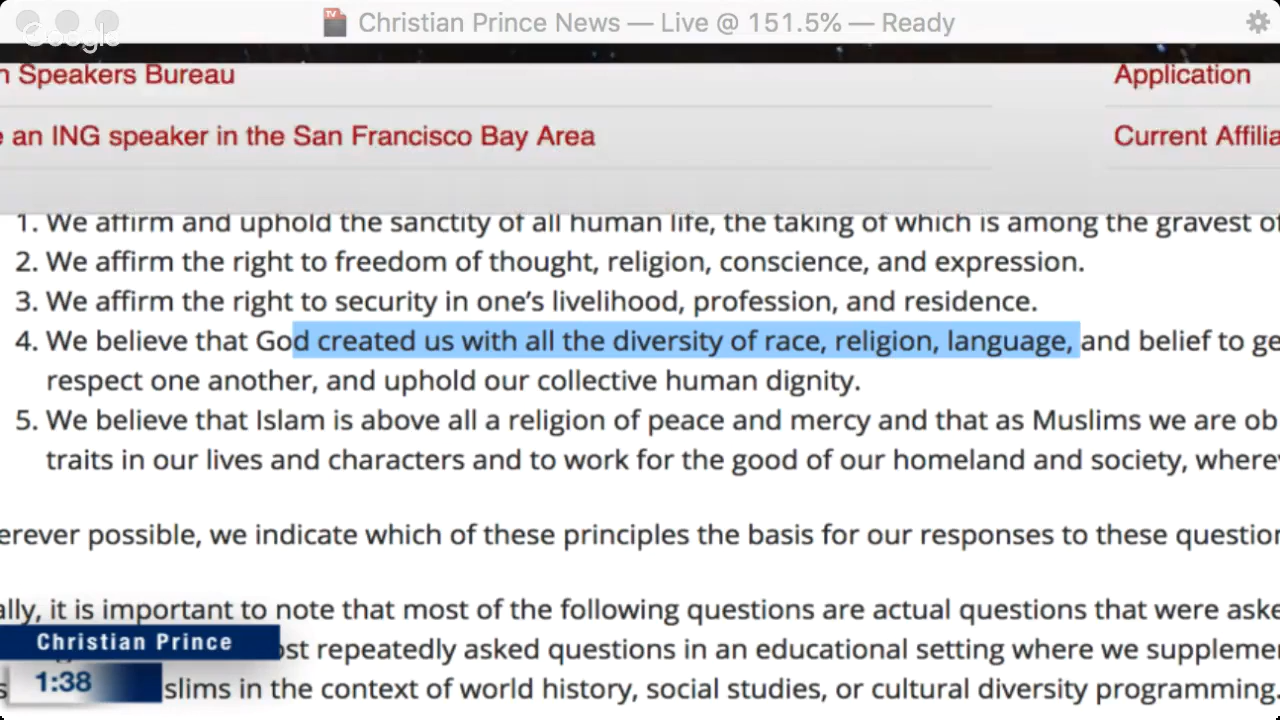 Christian Prince News — Live @ 151.5% — Ready
Google
n Speakers Bureau
Application
e an ING speaker in the San Francisco Bay Area
Current Affilia
1. We affirm and uphold the sanctity of all human life, the taking of which is among the gravest of
2. We affirm the right to freedom of thought, religion, conscience, and expression.
3. We affirm the right to security in one’s livelihood, profession, and residence.
4. We believe that God created us with all the diversity of race, religion, language, and belief to ge
respect one another, and uphold our collective human dignity.
5. We believe that Islam is above all a religion of peace and mercy and that as Muslims we are ob
traits in our lives and characters and to work for the good of our homeland and society, wherev
erever possible, we indicate which of these principles the basis for our responses to these question
ally, it is important to note that most of the following questions are actual questions that were aske
Christian Prince
ost repeatedly asked questions in an educational setting where we supplemen
1:38
slims in the context of world history, social studies, or cultural diversity programming.